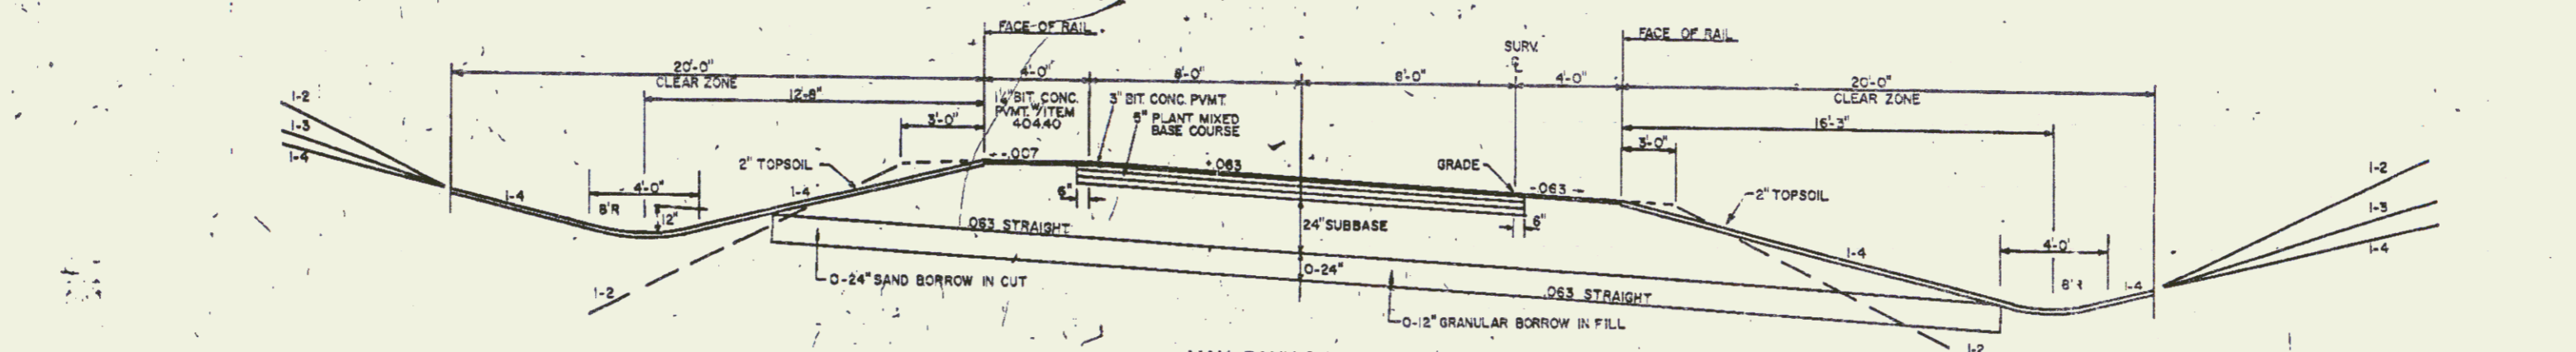 FACE OF RAIL
FACE OF RAIL
SURV.
℄
20'-0"
CLEAR ZONE
4'-0"
8'-0"
8'-0"
4'-0"
20'-0"
CLEAR ZONE
12'-8"
16'-3"
3'-0"
3'-0"
BIT. CONC.
PVMT. W/ITEM
404.40
3" BIT. CONC. PVMT.
PLANT MIXED
BASE COURSE
1-2
1-3
1-4
1-4
4'-0"
8'R
12"
2" TOPSOIL
1-4
.007
.063
GRADE
.063
6"
6"
2" TOPSOIL
1-4
4'-0"
8'R
1-4
1-2
1-3
1-4
.063 STRAIGHT
24" SUBBASE
0-24"
0-24" SAND BORROW IN CUT
.063 STRAIGHT
0-12" GRANULAR BORROW IN FILL
1-2
1-2